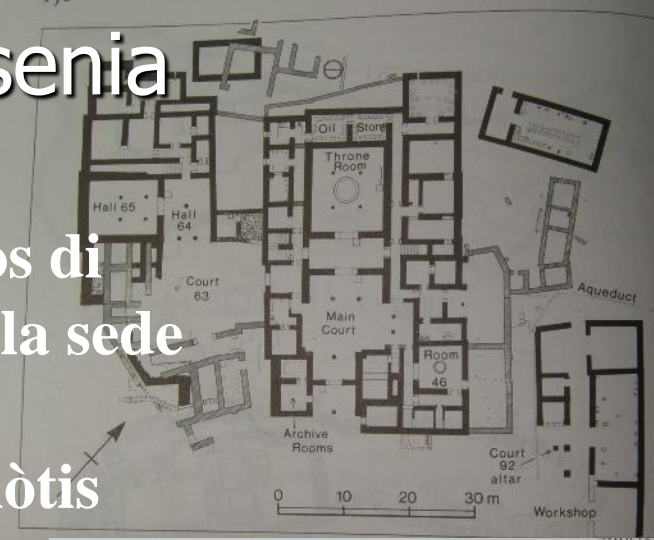 senia
os di
la sede
òtis
Oil Store
Throne
Room
Hall 65
Hall
64
Court
63
Main
Court
Room
46
Aqueduct
Archive
Rooms
Court
92
altar
Workshop
0 10 20 30 m